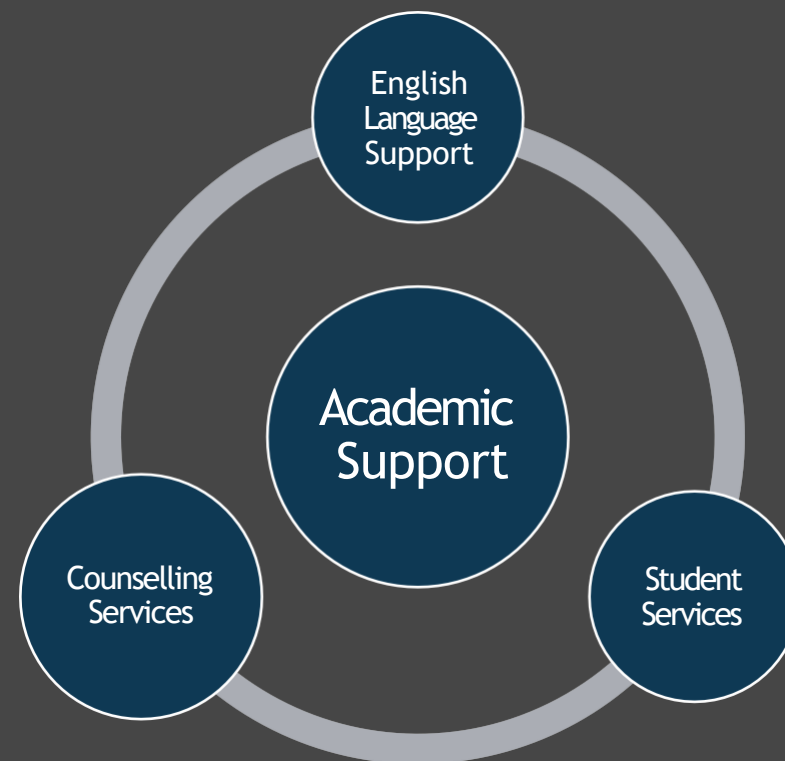 English
Language
Support
Academic
Support
Counselling
Services
Student
Services